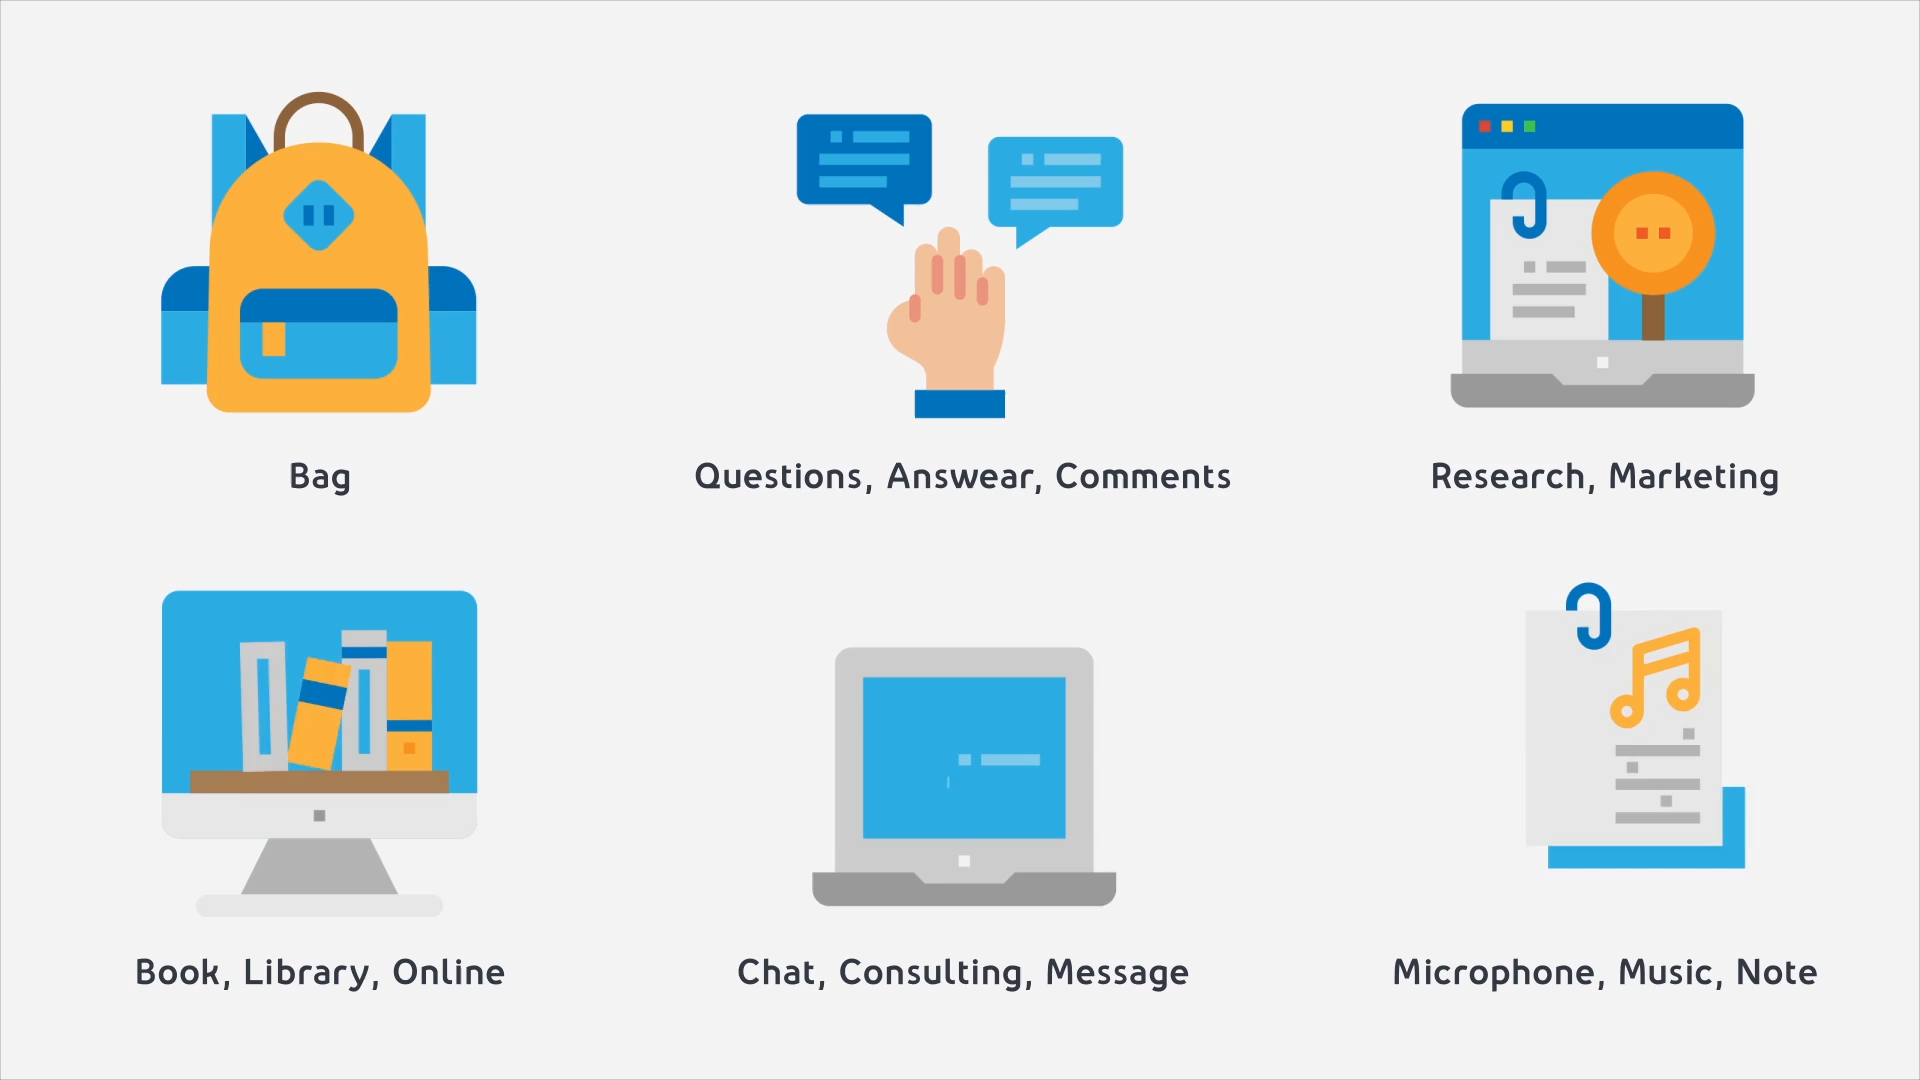 Bag
Questions, Answear, Comments
Research, Marketing
Book, Library, Online
Chat, Consulting, Message
Microphone, Music, Note